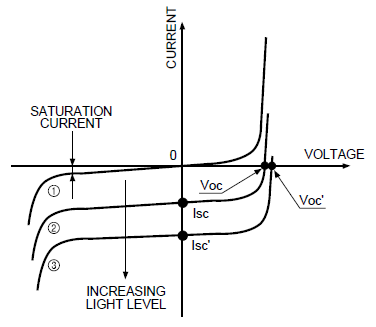 CURRENT
SATURATION
CURRENT
0
VOLTAGE
①
Voc
Voc'
②
Isc
Isc'
③
INCREASING
LIGHT LEVEL